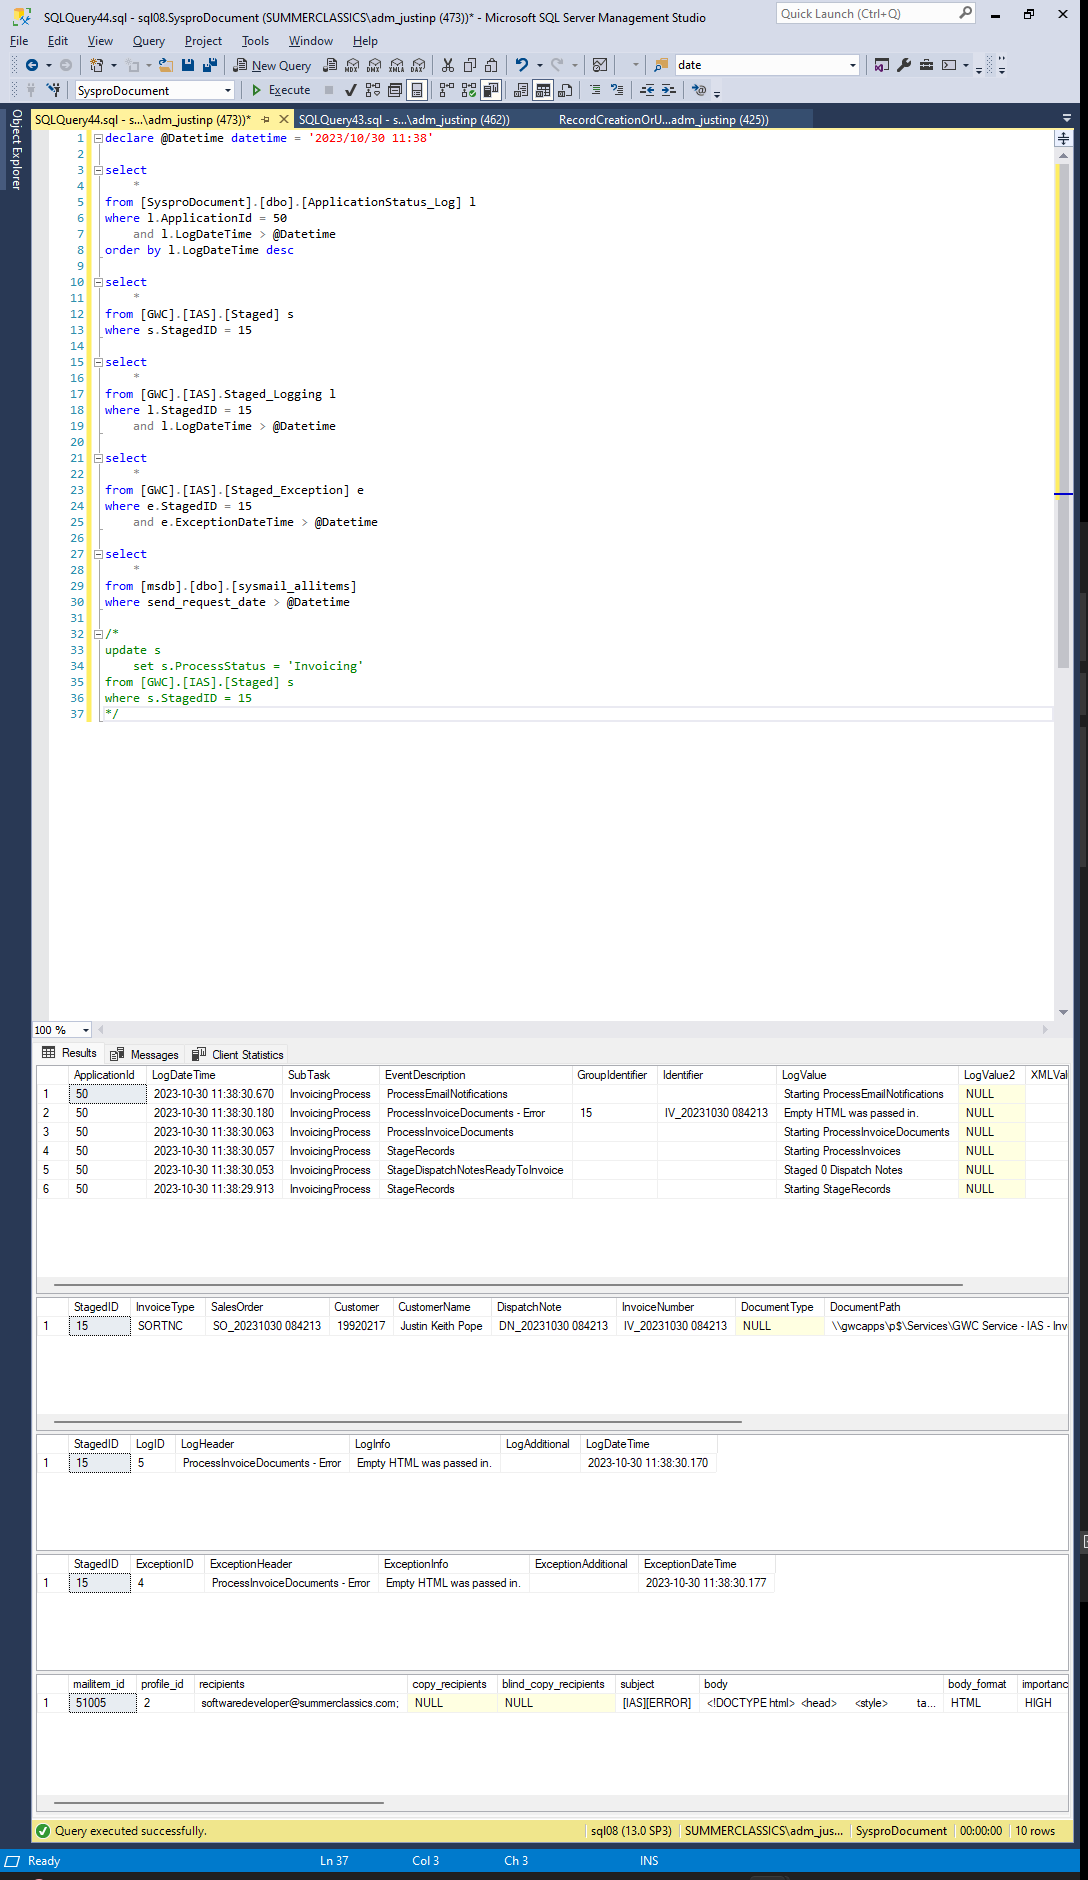 SQLQuery44.sql - sql08.SysproDocument (SUMMERCLASSICS\adm_justinp (473))* - Microsoft SQL Server Management Studio
Quick Launch (Ctrl+Q)
File Edit View Query Project Tools Window Help
New Query MDX DMX XMLA DAX date
SysproDocument Execute
Object Explorer
SQLQuery44.sql - s...\adm_justinp (473))* SQLQuery43.sql - s...\adm_justinp (462)) RecordCreationOrU...adm_justinp (425))
1 declare @Datetime datetime = '2023/10/30 11:38'
2
3 select
4 *
5 from [SysproDocument].[dbo].[ApplicationStatus_Log] l
6 where l.ApplicationId = 50
7 and l.LogDateTime > @Datetime
8 order by l.LogDateTime desc
9
10 select
11 *
12 from [GWC].[IAS].[Staged] s
13 where s.StagedID = 15
14
15 select
16 *
17 from [GWC].[IAS].Staged_Logging l
18 where l.StagedID = 15
19 and l.LogDateTime > @Datetime
20
21 select
22 *
23 from [GWC].[IAS].[Staged_Exception] e
24 where e.StagedID = 15
25 and e.ExceptionDateTime > @Datetime
26
27 select
28 *
29 from [msdb].[dbo].[sysmail_allitems]
30 where send_request_date > @Datetime
31
32 /*
33 update s
34 set s.ProcessStatus = 'Invoicing'
35 from [GWC].[IAS].[Staged] s
36 where s.StagedID = 15
37 */
100 %
Results Messages Client Statistics
ApplicationId LogDateTime SubTask EventDescription GroupIdentifier Identifier LogValue LogValue2 XMLVal
1 50 2023-10-30 11:38:30.670 InvoicingProcess ProcessEmailNotifications Starting ProcessEmailNotifications NULL
2 50 2023-10-30 11:38:30.180 InvoicingProcess ProcessInvoiceDocuments - Error 15 IV_20231030 084213 Empty HTML was passed in. NULL
3 50 2023-10-30 11:38:30.063 InvoicingProcess ProcessInvoiceDocuments Starting ProcessInvoiceDocuments NULL
4 50 2023-10-30 11:38:30.057 InvoicingProcess StageRecords Starting ProcessInvoices NULL
5 50 2023-10-30 11:38:30.053 InvoicingProcess StageDispatchNotesReadyToInvoice Staged 0 Dispatch Notes NULL
6 50 2023-10-30 11:38:29.913 InvoicingProcess StageRecords Starting StageRecords NULL
StagedID InvoiceType SalesOrder Customer CustomerName DispatchNote InvoiceNumber DocumentType DocumentPath
1 15 SORTNC SO_20231030 084213 19920217 Justin Keith Pope DN_20231030 084213 IV_20231030 084213 NULL \\gwcapps\p$\Services\GWC Service - IAS - Inv
StagedID LogID LogHeader LogInfo LogAdditional LogDateTime
1 15 5 ProcessInvoiceDocuments - Error Empty HTML was passed in. 2023-10-30 11:38:30.170
StagedID ExceptionID ExceptionHeader ExceptionInfo ExceptionAdditional ExceptionDateTime
1 15 4 ProcessInvoiceDocuments - Error Empty HTML was passed in. 2023-10-30 11:38:30.177
mailitem_id profile_id recipients copy_recipients blind_copy_recipients subject body body_format importanc
1 51005 2 softwaredeveloper@summerclassics.com; NULL NULL [IAS][ERROR] <!DOCTYPE html> <head> <style> ta... HTML HIGH
Query executed successfully. sql08 (13.0 SP3) SUMMERCLASSICS\adm_jus... SysproDocument 00:00:00 10 rows
Ready Ln 37 Col 3 Ch 3 INS